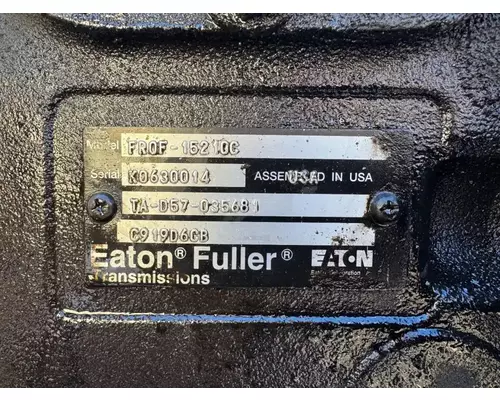 Model FROF-15210C
Serial K0630014 ASSEMBLED IN USA
TA-D57-035681
C919D6CB
Eaton® Fuller® EATON
Transmissions